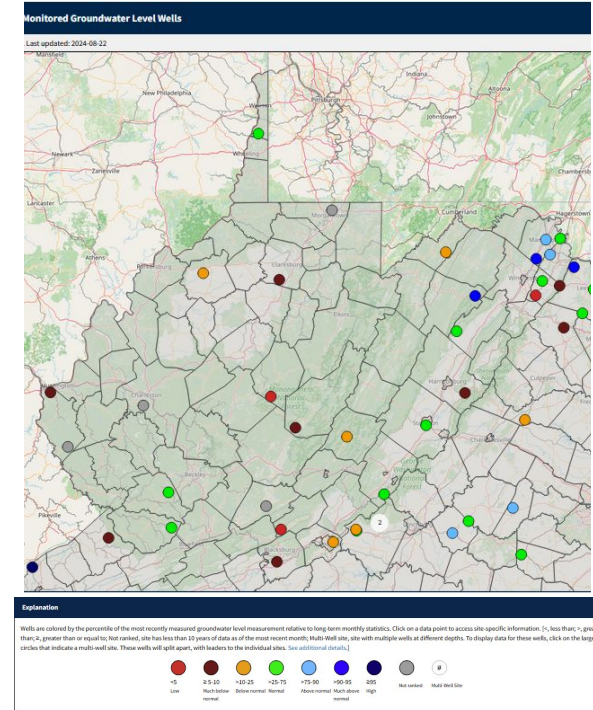 Monitored Groundwater Level Wells
Last updated: 2024-08-22
Mansfield
Indiana
Altoona
New Philadelphia
Pittsburgh
Johnstown
Newark
Wheeling
Zanesville
Chambersb
Lancaster
Cumberland
Hagerstown
Athens
Parkersburg
Clarksburg
Elkins
Culpeper
Charleston
Beckley
Pikeville
Blacksburg
2
Explanation
Wells are colored by the percentile of the most recently measured groundwater level measurement relative to long-term monthly statistics. Click on a data point to access site-specific information. [<, less than; >, grea
than; ≥, greater than or equal to; Not ranked, site has less than 10 years of data as of the most recent month; Multi-Well site, site with multiple wells at different depths. To display data for these wells, click on the large
circles that indicate a multi-well site. These wells will split apart, with leaders to the individual sites. See additional details.]
#
<5 ≥5-10 >10-25 >25-75 >75-90 >90-95 ≥95 Not ranked Multi-Well Site
Low Much below normal Below normal Normal Above normal Much above normal High